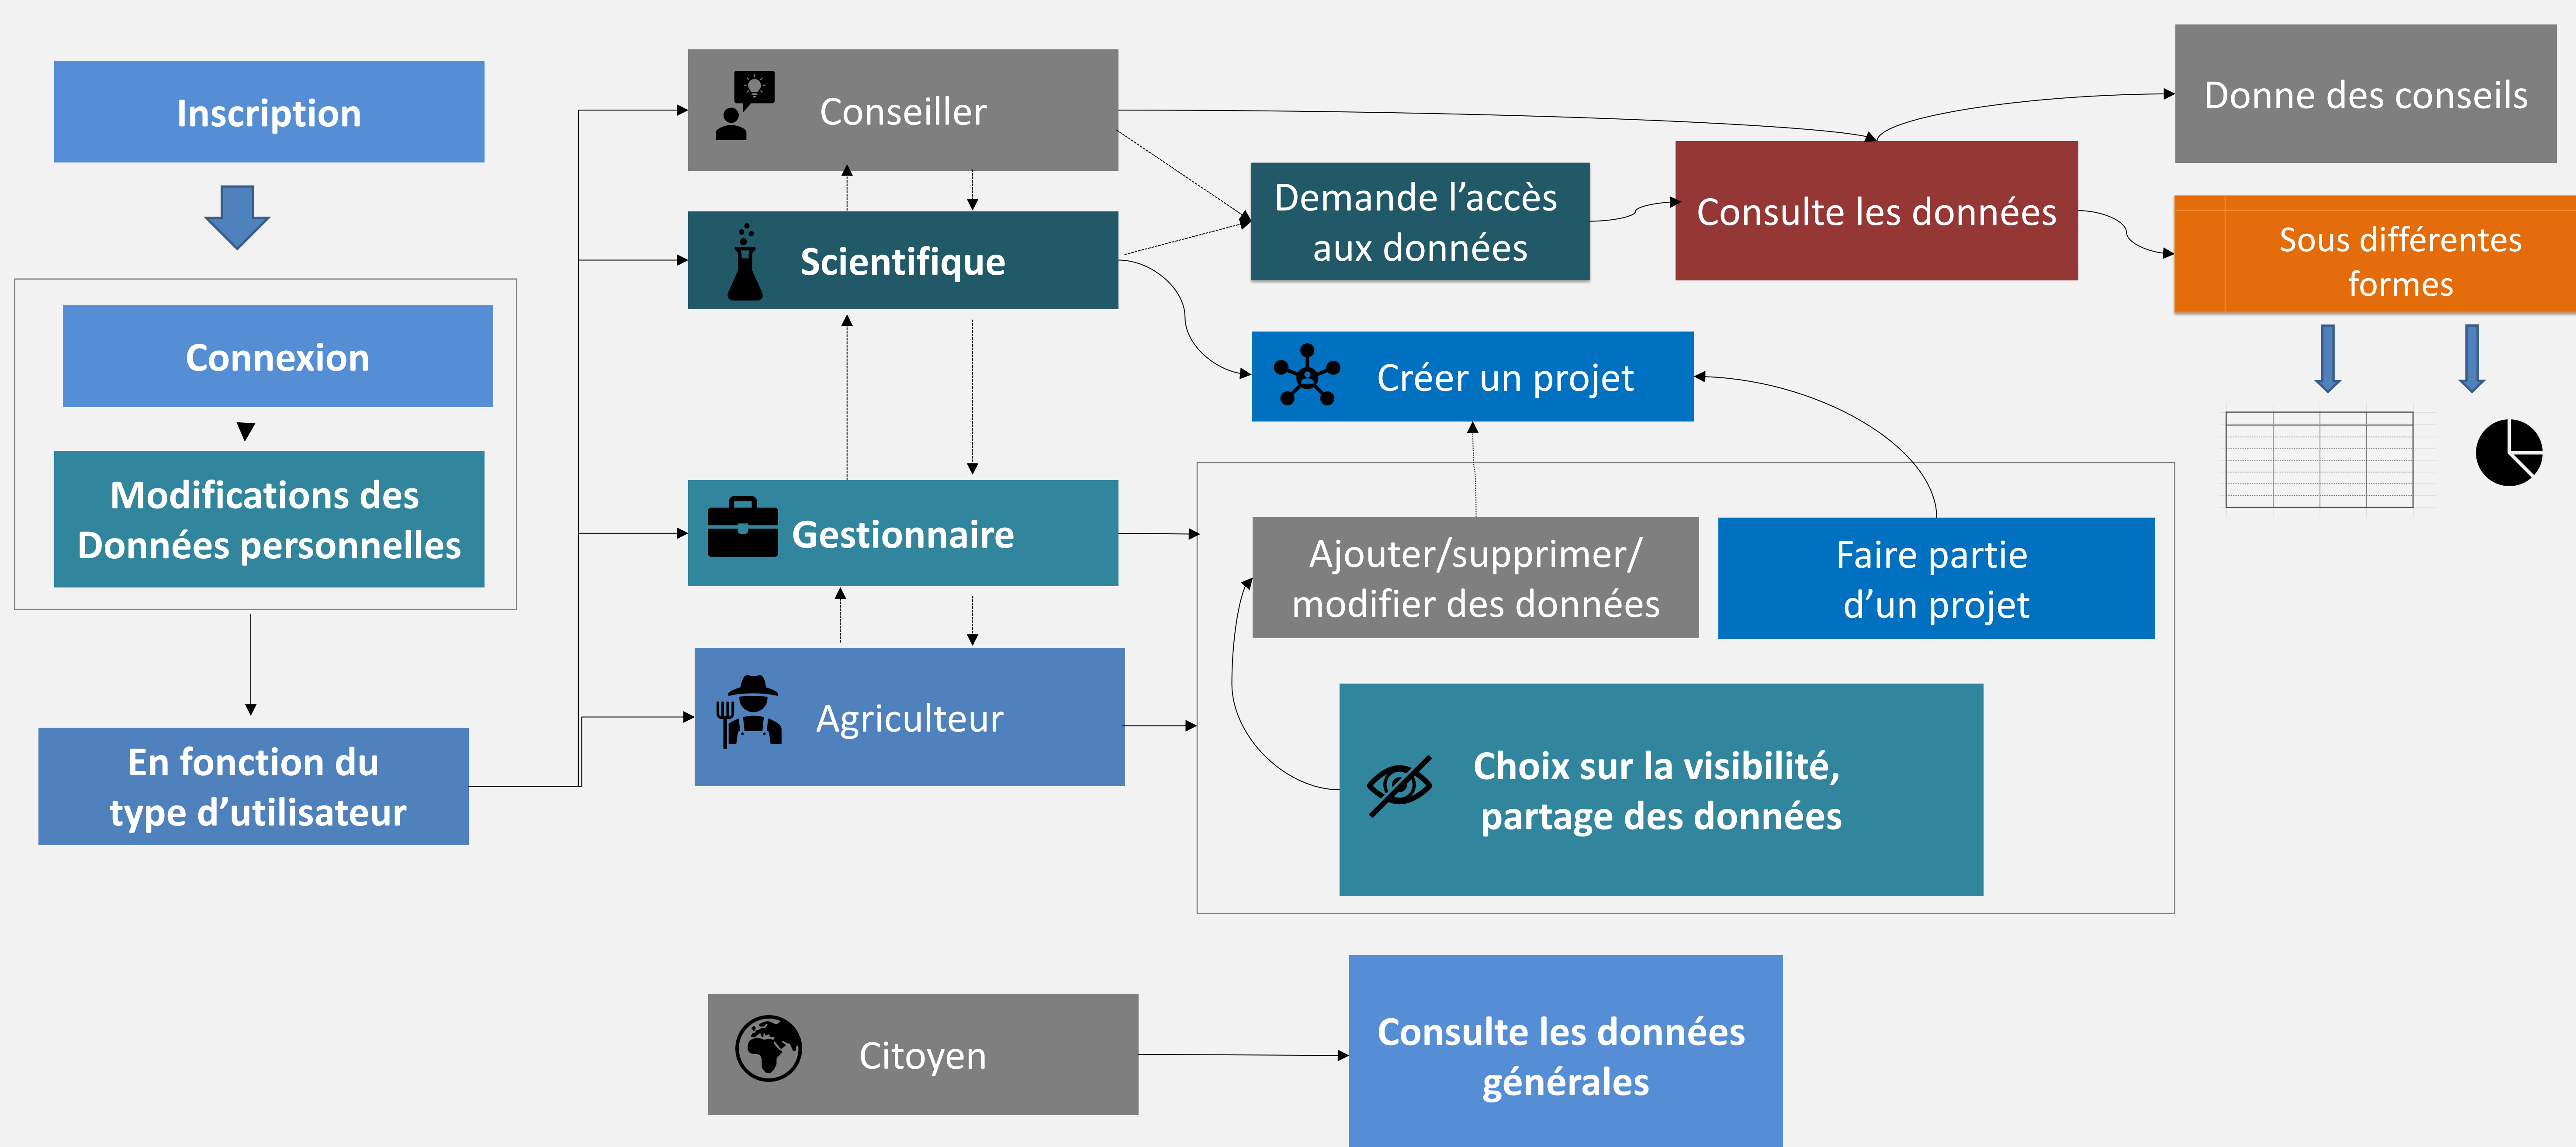 Inscription
Connexion
Modifications des
Données personnelles
En fonction du
type d’utilisateur
Conseiller
Scientifique
Gestionnaire
Agriculteur
Citoyen
Demande l’accès
aux données
Consulte les données
Donne des conseils
Sous différentes
formes
Créer un projet
Ajouter/supprimer/
modifier des données
Faire partie
d’un projet
Choix sur la visibilité,
partage des données
Consulte les données
générales